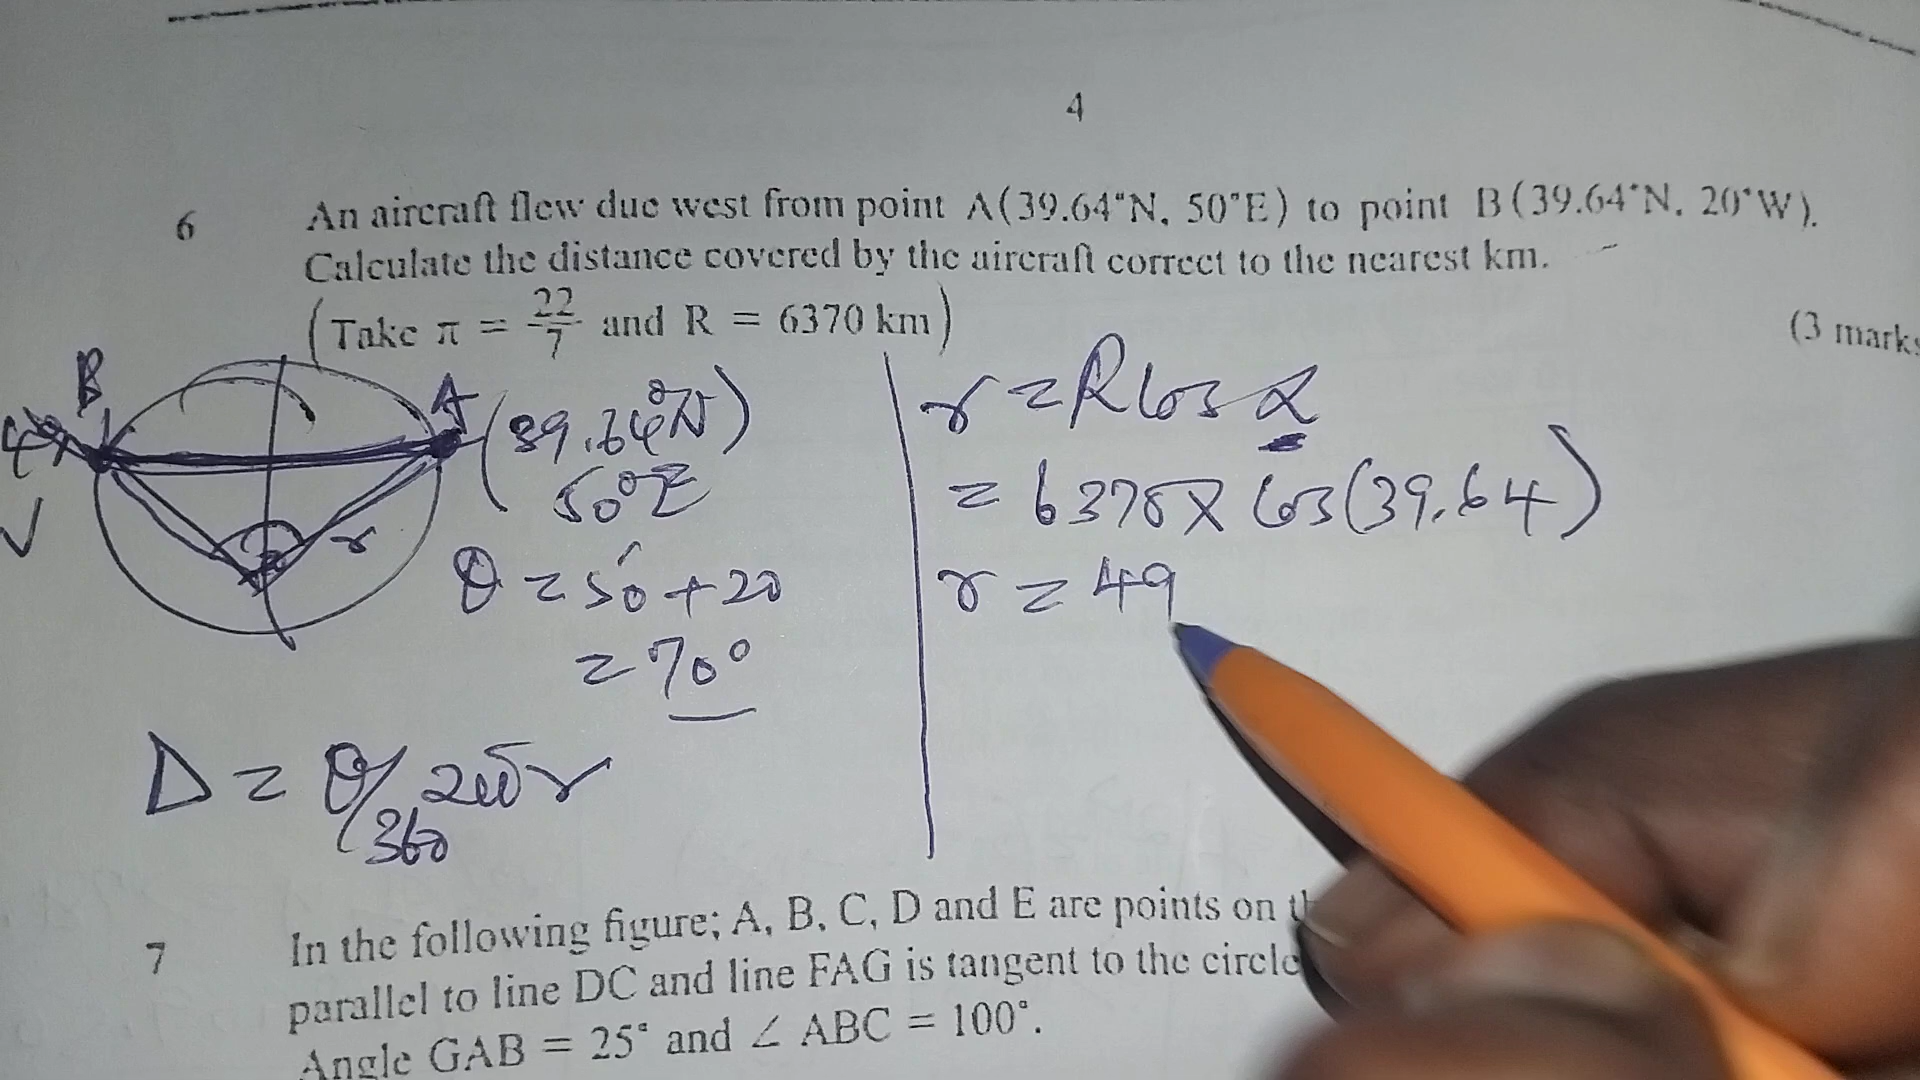 4
6 An aircraft flew due west from point A(39.64°N, 50°E) to point B(39.64°N, 20°W).
Calculate the distance covered by the aircraft correct to the nearest km.
(Take π = 22/7 and R = 6370 km)
(3 marks
B
A
(39.64°N)
50°E
r
θ = 50 + 20
= 70°
D = θ/360 2πr
r = R cos α
= 6370 x cos(39.64)
r = 49
7 In the following figure; A, B, C, D and E are points on th
parallel to line DC and line FAG is tangent to the circle
Angle GAB = 25° and ∠ ABC = 100°.